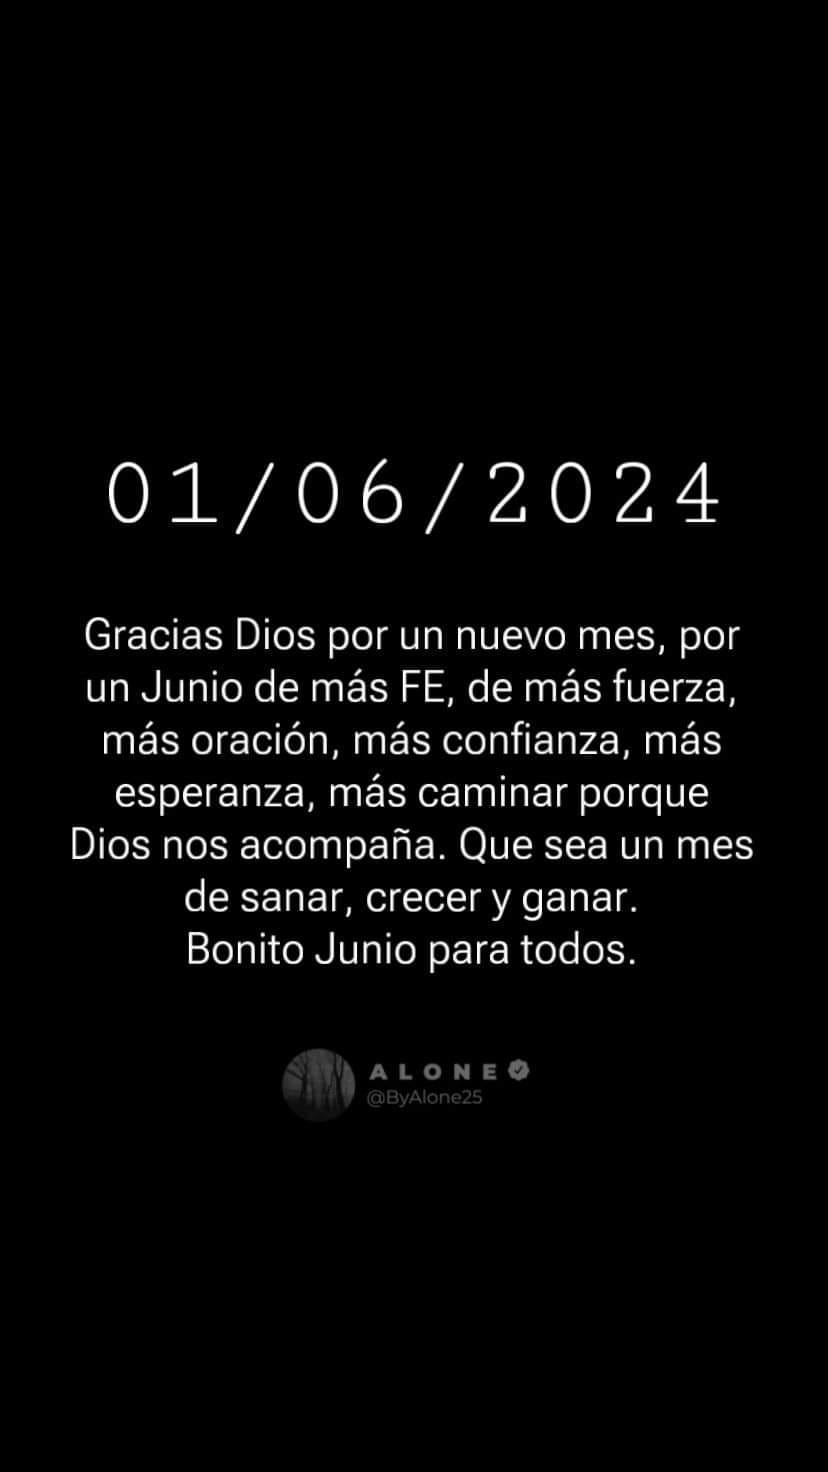 01/06/2024
Gracias Dios por un nuevo mes, por
un Junio de más FE, de más fuerza,
más oración, más confianza, más
esperanza, más caminar porque
Dios nos acompaña. Que sea un mes
de sanar, crecer y ganar.
Bonito Junio para todos.
ALONE
@ByAlone25